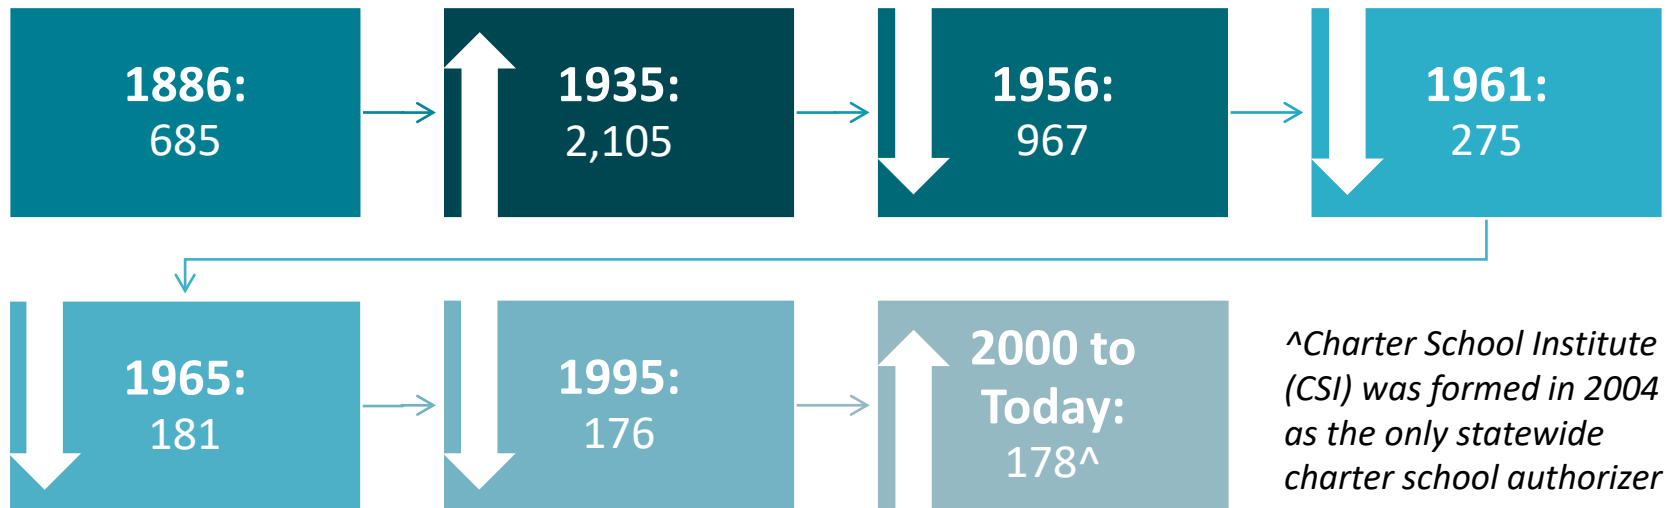 1886:
685
1935:
2,105
1956:
967
1961:
275
1965:
181
1995:
176
2000 to
Today:
178^
^Charter School Institute
(CSI) was formed in 2004
as the only statewide
charter school authorizer